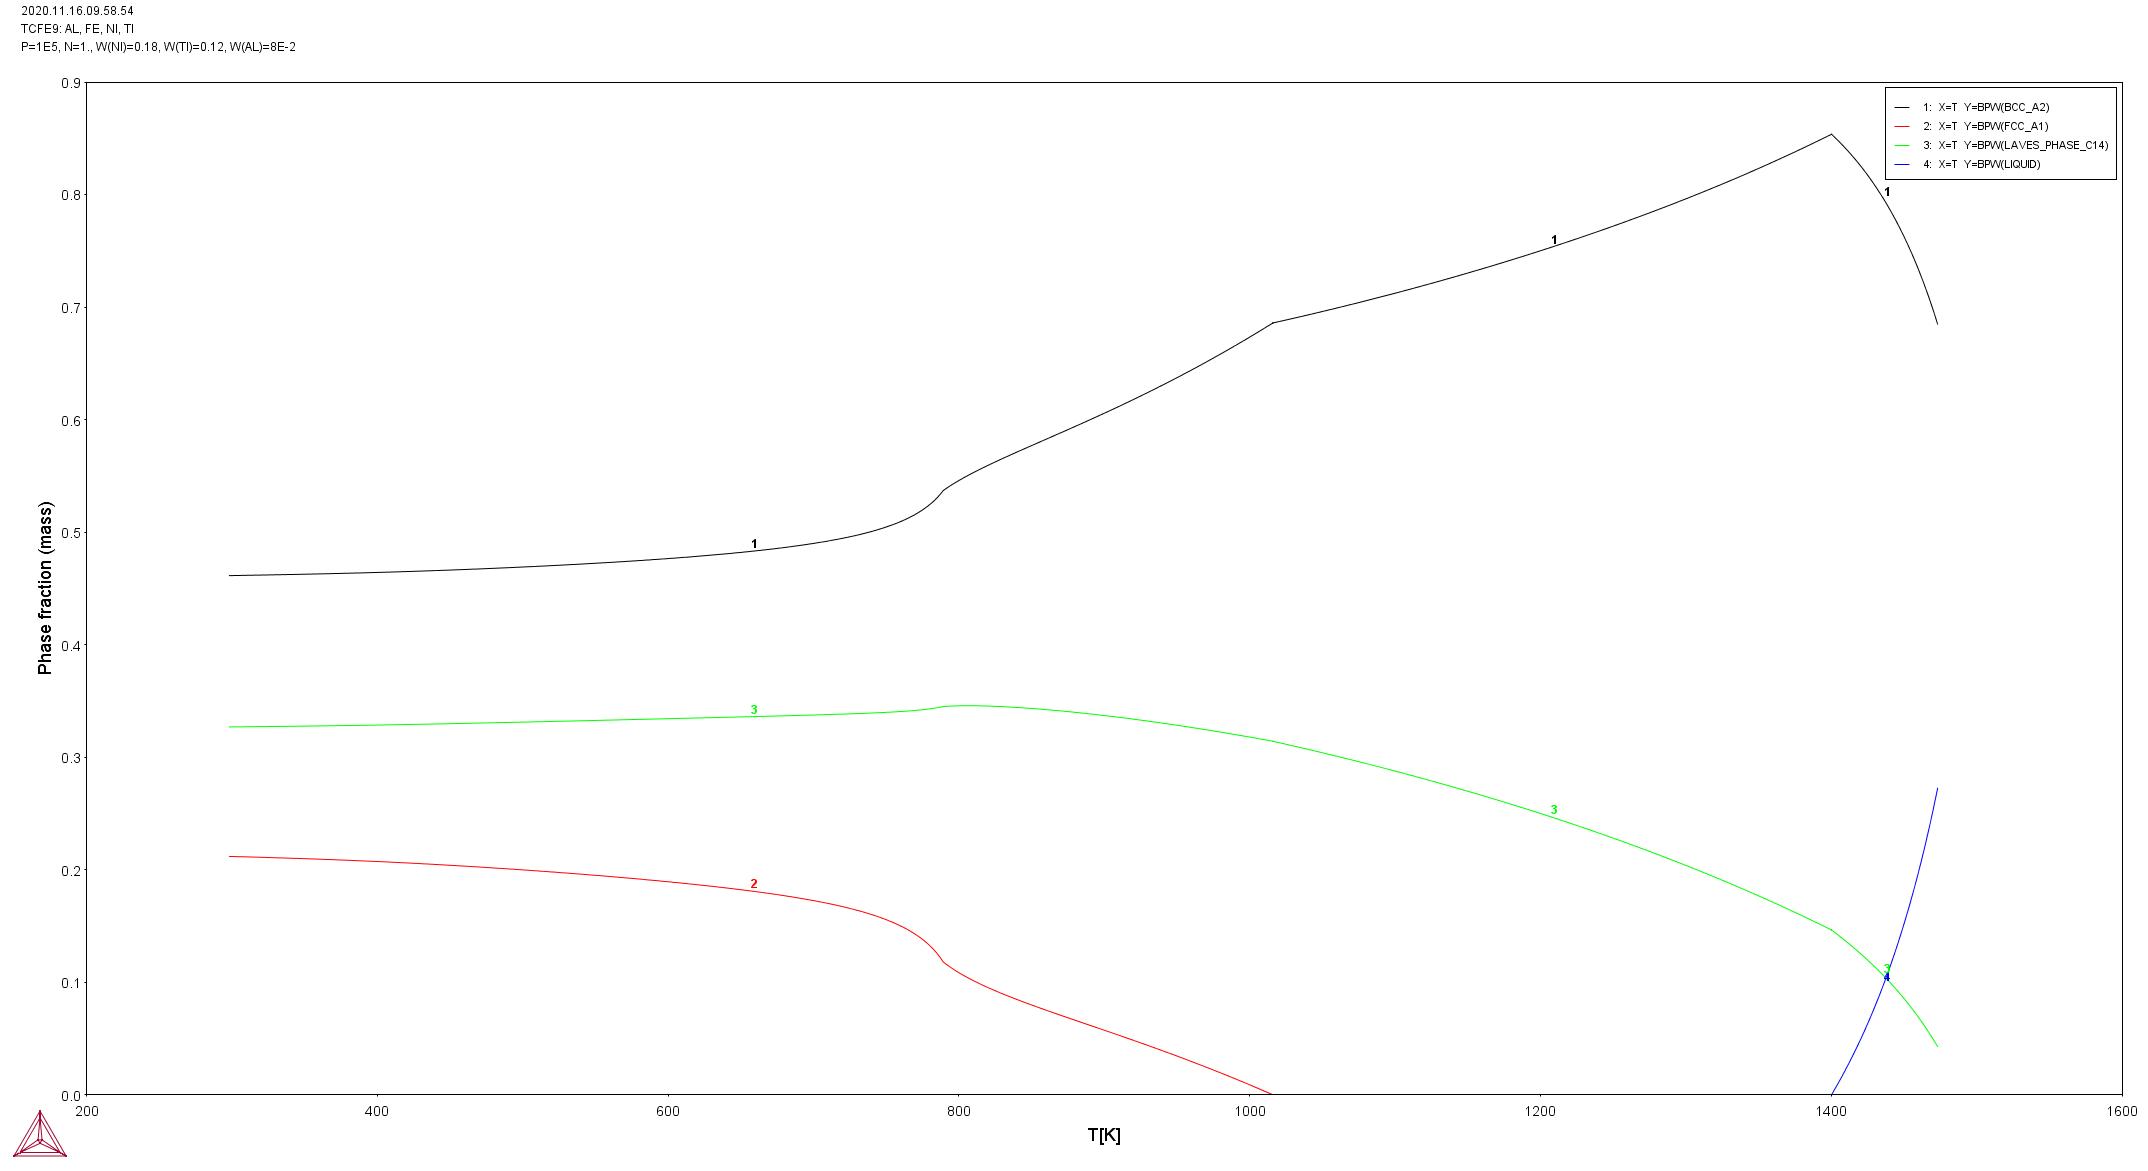 2020.11.16.09.58.54
TCFE9: AL, FE, NI, TI
P=1E5, N=1., W(NI)=0.18, W(TI)=0.12, W(AL)=8E-2
0.9
0.8
0.7
0.6
0.5
0.4
0.3
0.2
0.1
0.0
Phase fraction (mass)
1: X=T Y=BPW(BCC_A2)
2: X=T Y=BPW(FCC_A1)
3: X=T Y=BPW(LAVES_PHASE_C14)
4: X=T Y=BPW(LIQUID)
1
1
1
3
3
3
4
2
200 400 600 800 1000 1200 1400 1600
T[K]